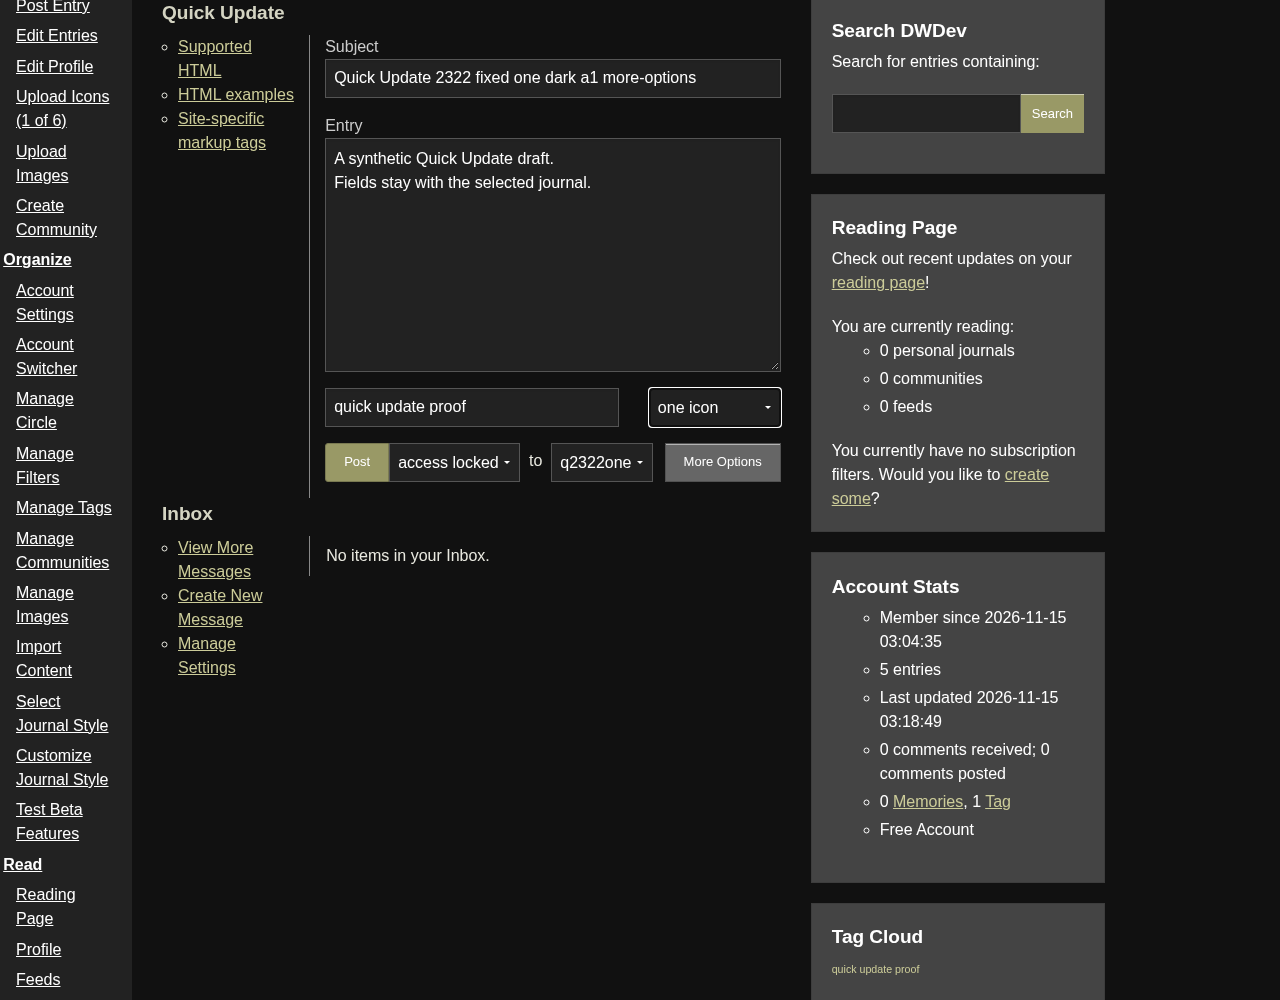 Post Entry
Edit Entries
Edit Profile
Upload Icons
(1 of 6)
Upload
Images
Create
Community
Organize
Account
Settings
Account
Switcher
Manage
Circle
Manage
Filters
Manage Tags
Manage
Communities
Manage
Images
Import
Content
Select
Journal Style
Customize
Journal Style
Test Beta
Features
Read
Reading
Page
Profile
Feeds
Quick Update
Supported
HTML
HTML examples
Site-specific
markup tags
Subject
Quick Update 2322 fixed one dark a1 more-options
Entry
A synthetic Quick Update draft.
Fields stay with the selected journal.
quick update proof
one icon
Post
access locked
to
q2322one
More Options
Inbox
View More
Messages
Create New
Message
Manage
Settings
No items in your Inbox.
Search DWDev
Search for entries containing:
Search
Reading Page
Check out recent updates on your
reading page!
You are currently reading:
0 personal journals
0 communities
0 feeds
You currently have no subscription
filters. Would you like to create
some?
Account Stats
Member since 2026-11-15
03:04:35
5 entries
Last updated 2026-11-15
03:18:49
0 comments received; 0
comments posted
0 Memories, 1 Tag
Free Account
Tag Cloud
quick update proof